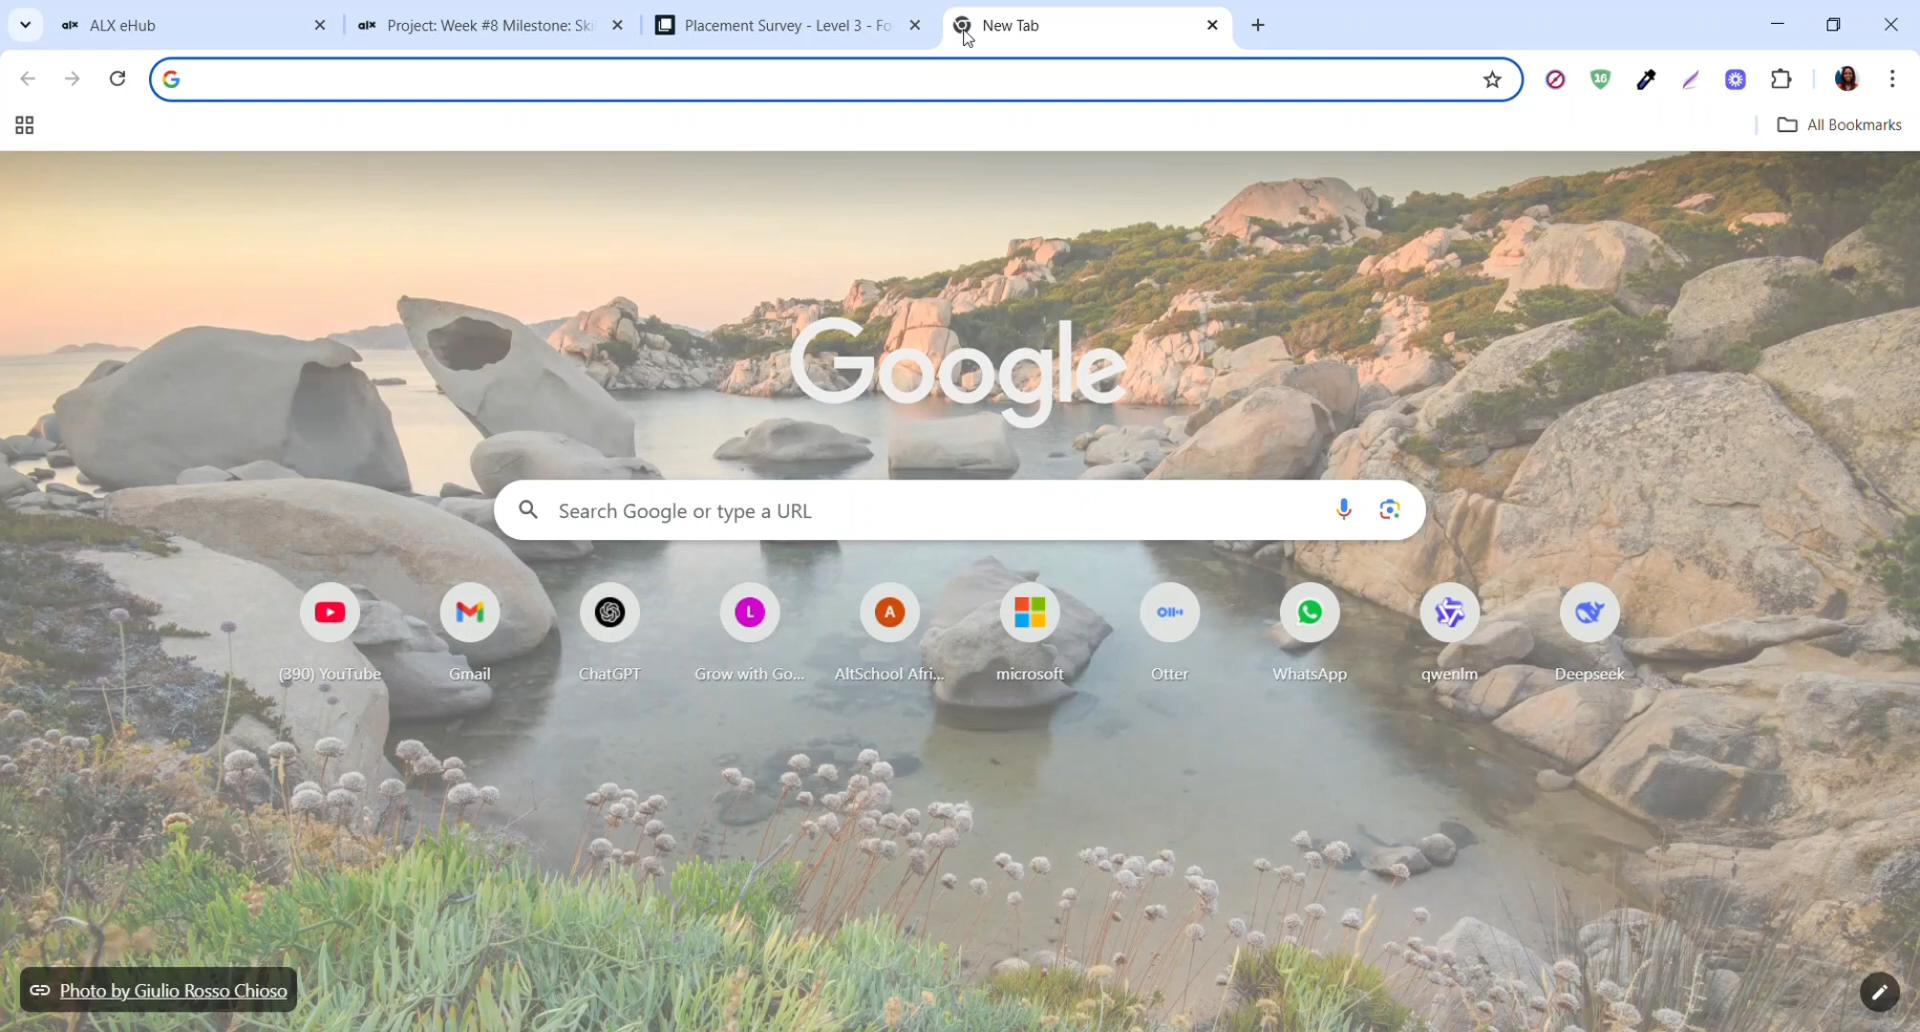 ALX eHub
Project: Week #8 Milestone: Ski
Placement Survey - Level 3 - Fo
New Tab
16
All Bookmarks
Google
Search Google or type a URL
L
A
(390) YouTube
Gmail
ChatGPT
Grow with Go...
AltSchool Afri...
microsoft
Otter
WhatsApp
qwenlm
Deepseek
Photo by Giulio Rosso Chioso